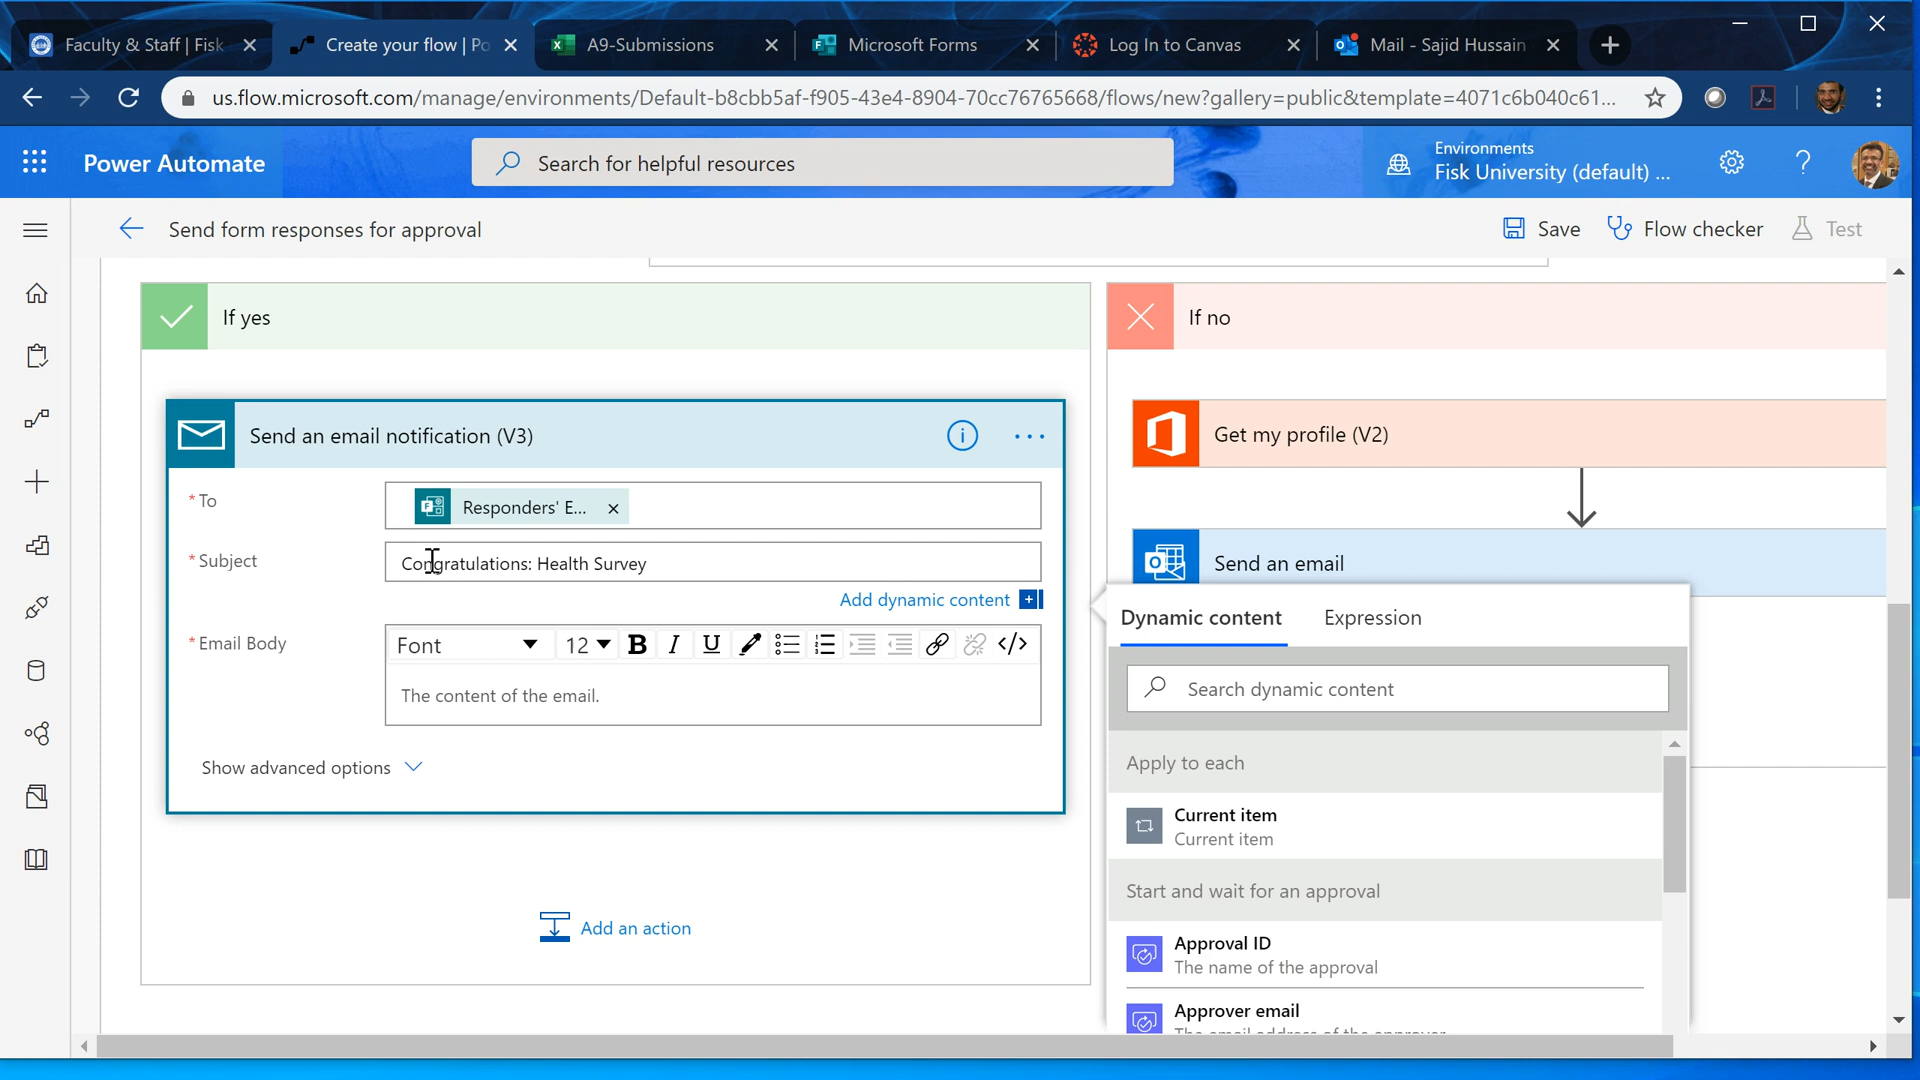 Faculty & Staff | Fisk
Create your flow | Po
A9-Submissions
Microsoft Forms
Log In to Canvas
Mail - Sajid Hussain
us.flow.microsoft.com/manage/environments/Default-b8cbb5af-f905-43e4-8904-70cc76765668/flows/new?gallery=public&template=4071c6b040c61...
Power Automate
Search for helpful resources
Environments
Fisk University (default) ...
Send form responses for approval
Save
Flow checker
Test
If yes
If no
Send an email notification (V3)
Get my profile (V2)
* To
Responders' E...
* Subject
Congratulations: Health Survey
Send an email
Add dynamic content
* Email Body
Font
12
B
I
U
The content of the email.
Show advanced options
Add an action
Dynamic content
Expression
Search dynamic content
Apply to each
Current item
Current item
Start and wait for an approval
Approval ID
The name of the approval
Approver email
The email address of the approver